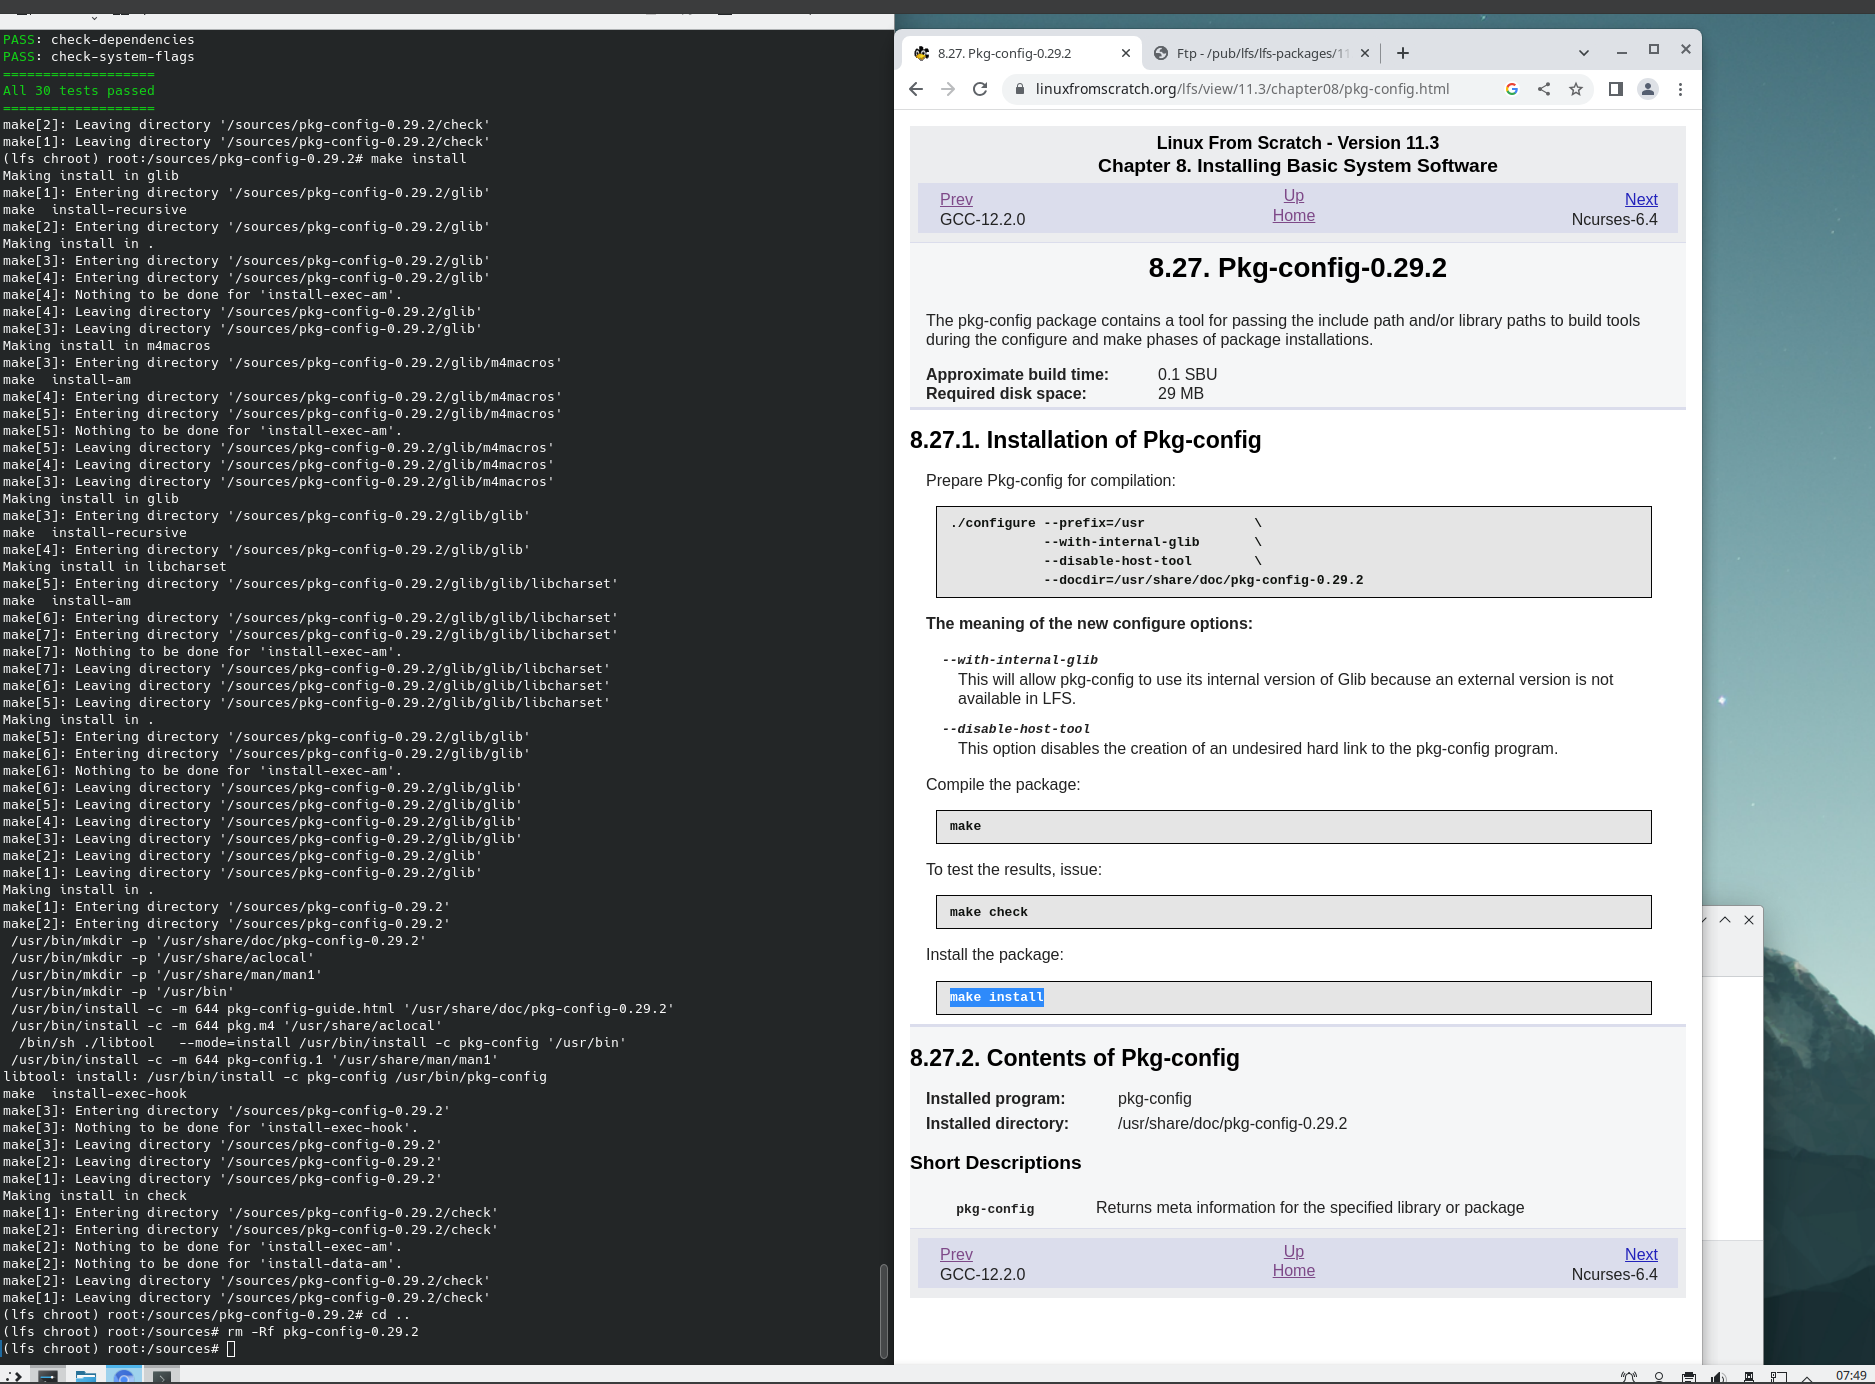 PASS: check-dependencies
PASS: check-system-flags
===================
All 30 tests passed
===================
make[2]: Leaving directory '/sources/pkg-config-0.29.2/check'
make[1]: Leaving directory '/sources/pkg-config-0.29.2/check'
(lfs chroot) root:/sources/pkg-config-0.29.2# make install
Making install in glib
make[1]: Entering directory '/sources/pkg-config-0.29.2/glib'
make  install-recursive
make[2]: Entering directory '/sources/pkg-config-0.29.2/glib'
Making install in .
make[3]: Entering directory '/sources/pkg-config-0.29.2/glib'
make[4]: Entering directory '/sources/pkg-config-0.29.2/glib'
make[4]: Nothing to be done for 'install-exec-am'.
make[4]: Leaving directory '/sources/pkg-config-0.29.2/glib'
make[3]: Leaving directory '/sources/pkg-config-0.29.2/glib'
Making install in m4macros
make[3]: Entering directory '/sources/pkg-config-0.29.2/glib/m4macros'
make  install-am
make[4]: Entering directory '/sources/pkg-config-0.29.2/glib/m4macros'
make[5]: Entering directory '/sources/pkg-config-0.29.2/glib/m4macros'
make[5]: Nothing to be done for 'install-exec-am'.
make[5]: Leaving directory '/sources/pkg-config-0.29.2/glib/m4macros'
make[4]: Leaving directory '/sources/pkg-config-0.29.2/glib/m4macros'
make[3]: Leaving directory '/sources/pkg-config-0.29.2/glib/m4macros'
Making install in glib
make[3]: Entering directory '/sources/pkg-config-0.29.2/glib/glib'
make  install-recursive
make[4]: Entering directory '/sources/pkg-config-0.29.2/glib/glib'
Making install in libcharset
make[5]: Entering directory '/sources/pkg-config-0.29.2/glib/glib/libcharset'
make  install-am
make[6]: Entering directory '/sources/pkg-config-0.29.2/glib/glib/libcharset'
make[7]: Entering directory '/sources/pkg-config-0.29.2/glib/glib/libcharset'
make[7]: Nothing to be done for 'install-exec-am'.
make[7]: Leaving directory '/sources/pkg-config-0.29.2/glib/glib/libcharset'
make[6]: Leaving directory '/sources/pkg-config-0.29.2/glib/glib/libcharset'
make[5]: Leaving directory '/sources/pkg-config-0.29.2/glib/glib/libcharset'
Making install in .
make[5]: Entering directory '/sources/pkg-config-0.29.2/glib/glib'
make[6]: Entering directory '/sources/pkg-config-0.29.2/glib/glib'
make[6]: Nothing to be done for 'install-exec-am'.
make[6]: Leaving directory '/sources/pkg-config-0.29.2/glib/glib'
make[5]: Leaving directory '/sources/pkg-config-0.29.2/glib/glib'
make[4]: Leaving directory '/sources/pkg-config-0.29.2/glib/glib'
make[3]: Leaving directory '/sources/pkg-config-0.29.2/glib/glib'
make[2]: Leaving directory '/sources/pkg-config-0.29.2/glib'
make[1]: Leaving directory '/sources/pkg-config-0.29.2/glib'
Making install in .
make[1]: Entering directory '/sources/pkg-config-0.29.2'
make[2]: Entering directory '/sources/pkg-config-0.29.2'
 /usr/bin/mkdir -p '/usr/share/doc/pkg-config-0.29.2'
 /usr/bin/mkdir -p '/usr/share/aclocal'
 /usr/bin/mkdir -p '/usr/share/man/man1'
 /usr/bin/mkdir -p '/usr/bin'
 /usr/bin/install -c -m 644 pkg-config-guide.html '/usr/share/doc/pkg-config-0.29.2'
 /usr/bin/install -c -m 644 pkg.m4 '/usr/share/aclocal'
  /bin/sh ./libtool   --mode=install /usr/bin/install -c pkg-config '/usr/bin'
 /usr/bin/install -c -m 644 pkg-config.1 '/usr/share/man/man1'
libtool: install: /usr/bin/install -c pkg-config /usr/bin/pkg-config
make  install-exec-hook
make[3]: Entering directory '/sources/pkg-config-0.29.2'
make[3]: Nothing to be done for 'install-exec-hook'.
make[3]: Leaving directory '/sources/pkg-config-0.29.2'
make[2]: Leaving directory '/sources/pkg-config-0.29.2'
make[1]: Leaving directory '/sources/pkg-config-0.29.2'
Making install in check
make[1]: Entering directory '/sources/pkg-config-0.29.2/check'
make[2]: Entering directory '/sources/pkg-config-0.29.2/check'
make[2]: Nothing to be done for 'install-exec-am'.
make[2]: Nothing to be done for 'install-data-am'.
make[2]: Leaving directory '/sources/pkg-config-0.29.2/check'
make[1]: Leaving directory '/sources/pkg-config-0.29.2/check'
(lfs chroot) root:/sources/pkg-config-0.29.2# cd ..
(lfs chroot) root:/sources# rm -Rf pkg-config-0.29.2
(lfs chroot) root:/sources#
8.27. Pkg-config-0.29.2
Ftp - /pub/lfs/lfs-packages/11
linuxfromscratch.org/lfs/view/11.3/chapter08/pkg-config.html
Linux From Scratch - Version 11.3
Chapter 8. Installing Basic System Software
Prev Up Next
GCC-12.2.0 Home Ncurses-6.4
8.27. Pkg-config-0.29.2
The pkg-config package contains a tool for passing the include path and/or library paths to build tools
during the configure and make phases of package installations.
Approximate build time: 0.1 SBU
Required disk space: 29 MB
8.27.1. Installation of Pkg-config
Prepare Pkg-config for compilation:
./configure --prefix=/usr              \
            --with-internal-glib       \
            --disable-host-tool        \
            --docdir=/usr/share/doc/pkg-config-0.29.2
The meaning of the new configure options:
--with-internal-glib
This will allow pkg-config to use its internal version of Glib because an external version is not
available in LFS.
--disable-host-tool
This option disables the creation of an undesired hard link to the pkg-config program.
Compile the package:
make
To test the results, issue:
make check
Install the package:
make install
8.27.2. Contents of Pkg-config
Installed program: pkg-config
Installed directory: /usr/share/doc/pkg-config-0.29.2
Short Descriptions
pkg-config Returns meta information for the specified library or package
Prev Up Next
GCC-12.2.0 Home Ncurses-6.4
07:49